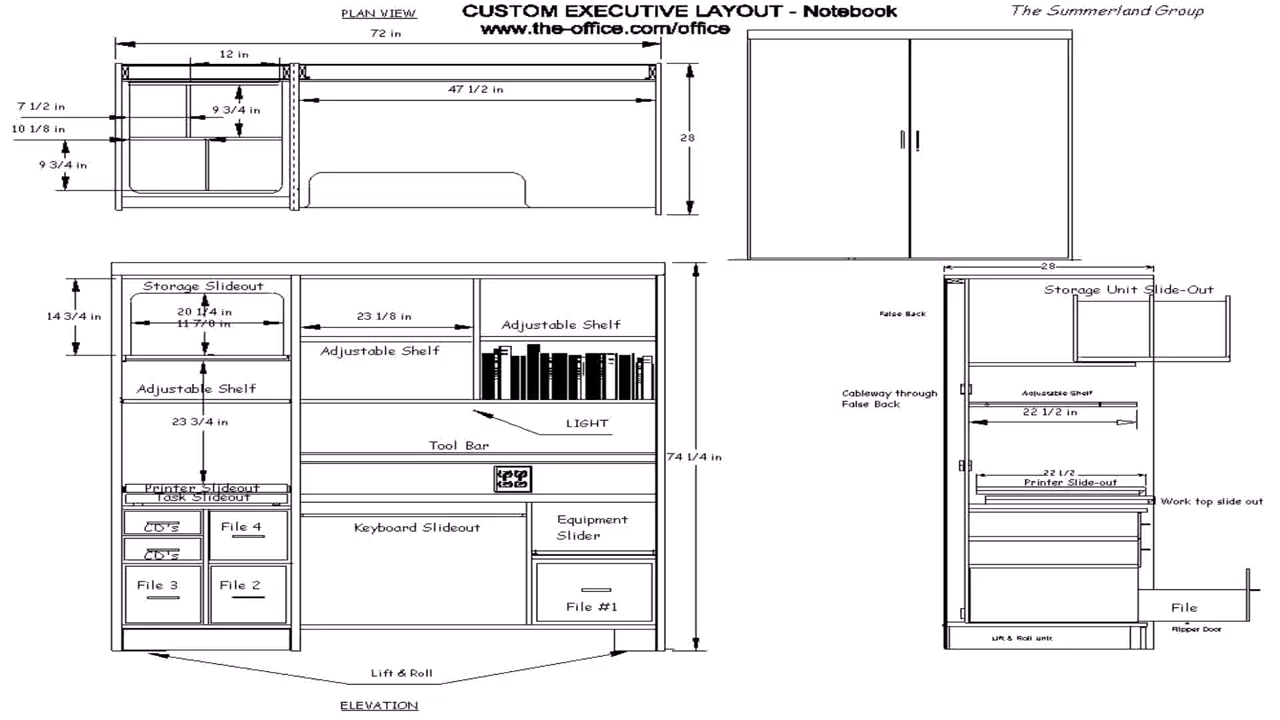 PLAN VIEW
CUSTOM EXECUTIVE LAYOUT - Notebook
www.the-office.com/office
The Summerland Group
72 in
12 in
47 1/2 in
7 1/2 in
9 3/4 in
10 1/8 in
9 3/4 in
28
28
Storage Slideout
14 3/4 in
20 1/4 in
11 7/8 in
23 1/8 in
Adjustable Shelf
Adjustable Shelf
Adjustable Shelf
23 3/4 in
LIGHT
Tool Bar
74 1/4 in
Printer Slideout
Task Slideout
CD's
File 4
CD's
File 3
File 2
Keyboard Slideout
Equipment
Slider
File #1
Lift & Roll
ELEVATION
Storage Unit Slide-Out
False Back
Cableway through
False Back
Adjustable Shelf
22 1/2 in
22 1/2
Printer Slide-out
Work top slide out
File
Flipper Door
Lift & Roll unit